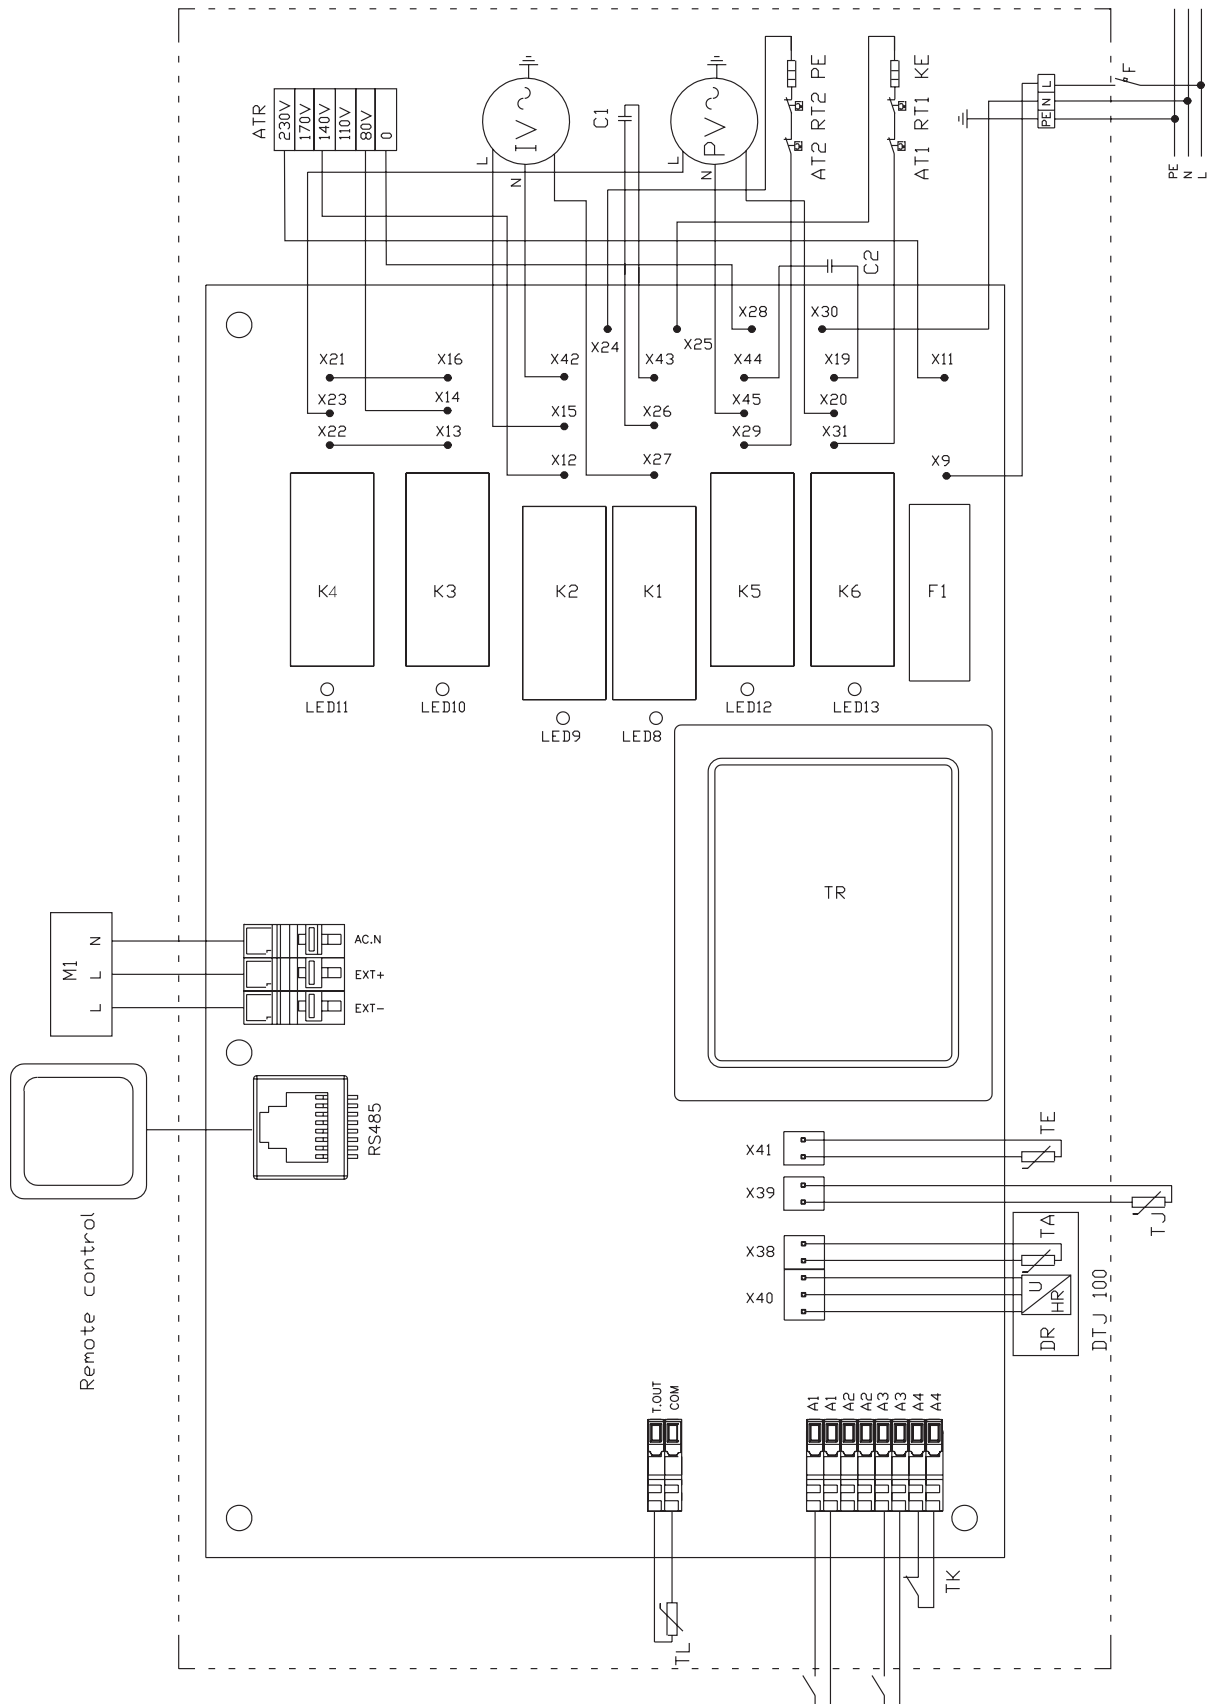 ATR
230V
170V
140V
110V
80V
0
IV
L
N
C1
PV
L
N
AT2 RT2 PE
AT1 RT1 KE
PE N L
F
PE
N
L
C2
X28
X30
X24
X25
X21
X16
X42
X43
X44
X19
X11
X23
X14
X15
X26
X45
X20
X22
X13
X12
X27
X29
X31
X9
K4
K3
K2
K1
K5
K6
F1
LED11
LED10
LED9
LED8
LED12
LED13
TR
M1
N
L
L
AC.N
EXT+
EXT-
RS485
Remote control
X41
TE
X39
TJ
X38
TA
X40
U
HR
DR
DTJ 100
T.OUT
COM
A1
A1
A2
A2
A3
A3
A4
A4
TK
TL